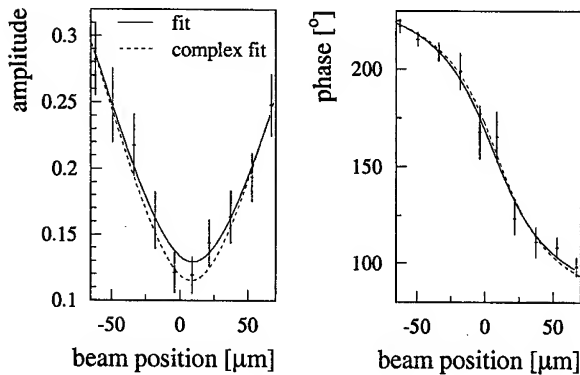 amplitude
0.3
0.25
0.2
0.15
0.1
fit
complex fit
-50
0
50
beam position [μm]
phase [°]
200
150
100
-50
0
50
beam position [μm]